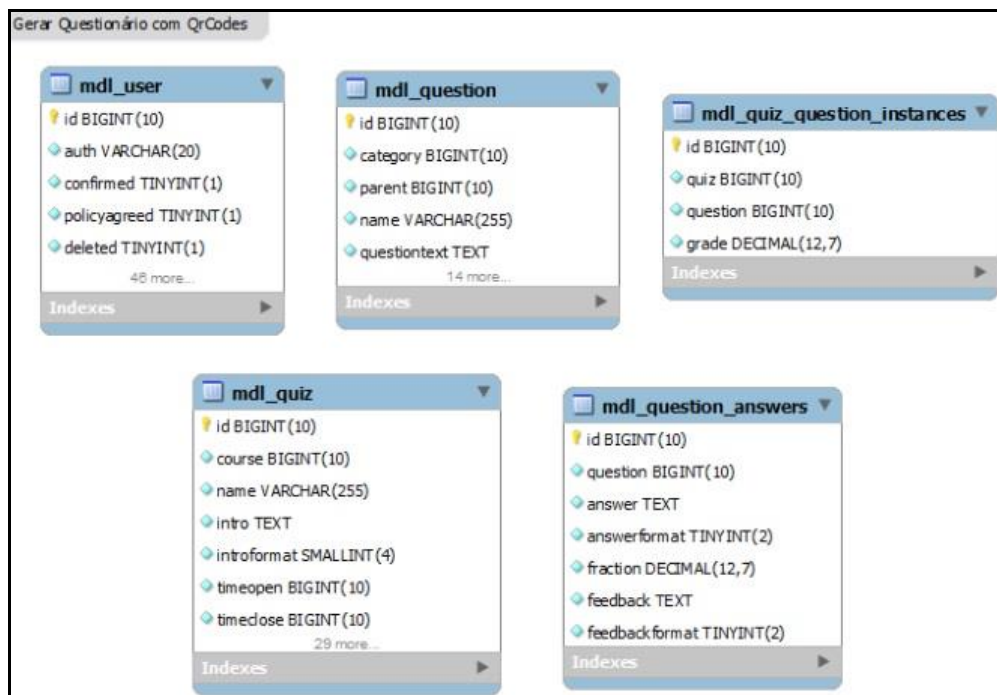 Gerar Questionário com QrCodes
mdl_user
id BIGINT(10)
auth VARCHAR(20)
confirmed TINYINT(1)
policyagreed TINYINT(1)
deleted TINYINT(1)
48 more...
Indexes
mdl_question
id BIGINT(10)
category BIGINT(10)
parent BIGINT(10)
name VARCHAR(255)
questiontext TEXT
14 more...
Indexes
mdl_quiz_question_instances
id BIGINT(10)
quiz BIGINT(10)
question BIGINT(10)
grade DECIMAL(12,7)
Indexes
mdl_quiz
id BIGINT(10)
course BIGINT(10)
name VARCHAR(255)
intro TEXT
introformat SMALLINT(4)
timeopen BIGINT(10)
timeclose BIGINT(10)
29 more...
Indexes
mdl_question_answers
id BIGINT(10)
question BIGINT(10)
answer TEXT
answerformat TINYINT(2)
fraction DECIMAL(12,7)
feedback TEXT
feedbackformat TINYINT(2)
Indexes